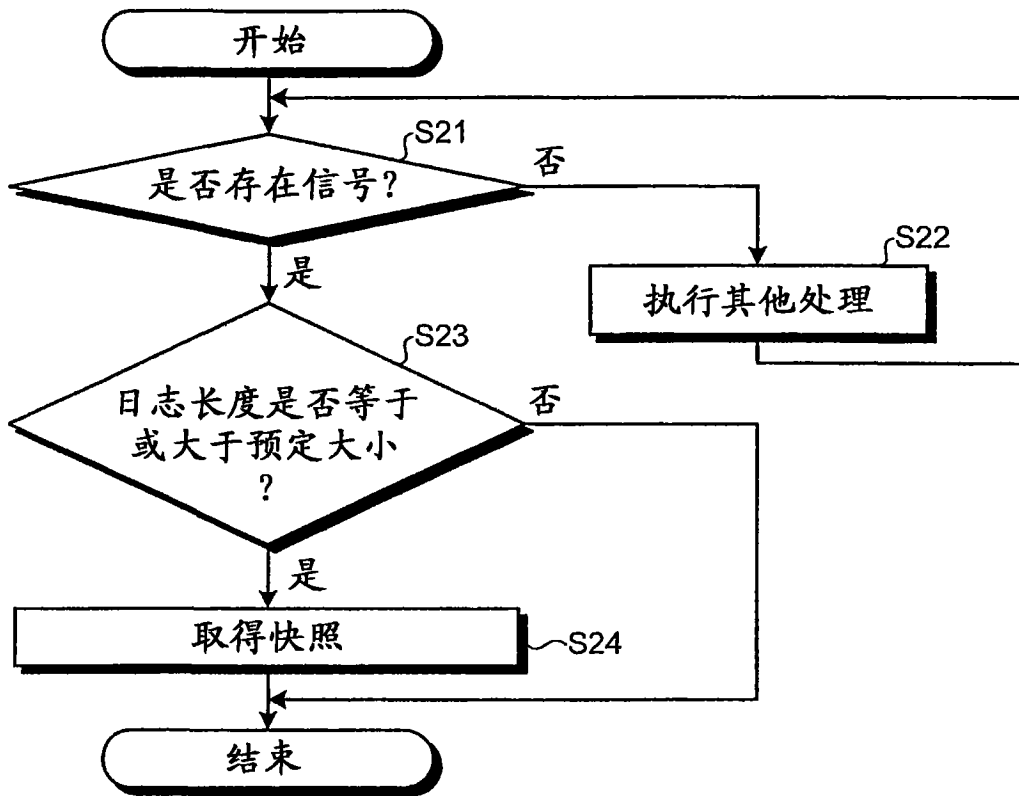 开始
S21
是否存在信号?
否
是
S22
执行其他处理
S23
日志长度是否等于
或大于预定大小
?
否
是
取得快照
S24
结束